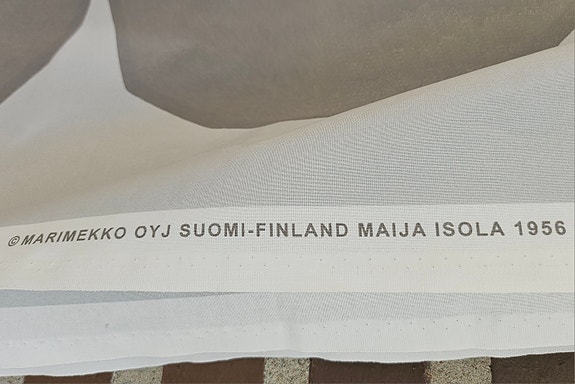 ©MARIMEKKO OYJ SUOMI-FINLAND MAIJA ISOLA 1956